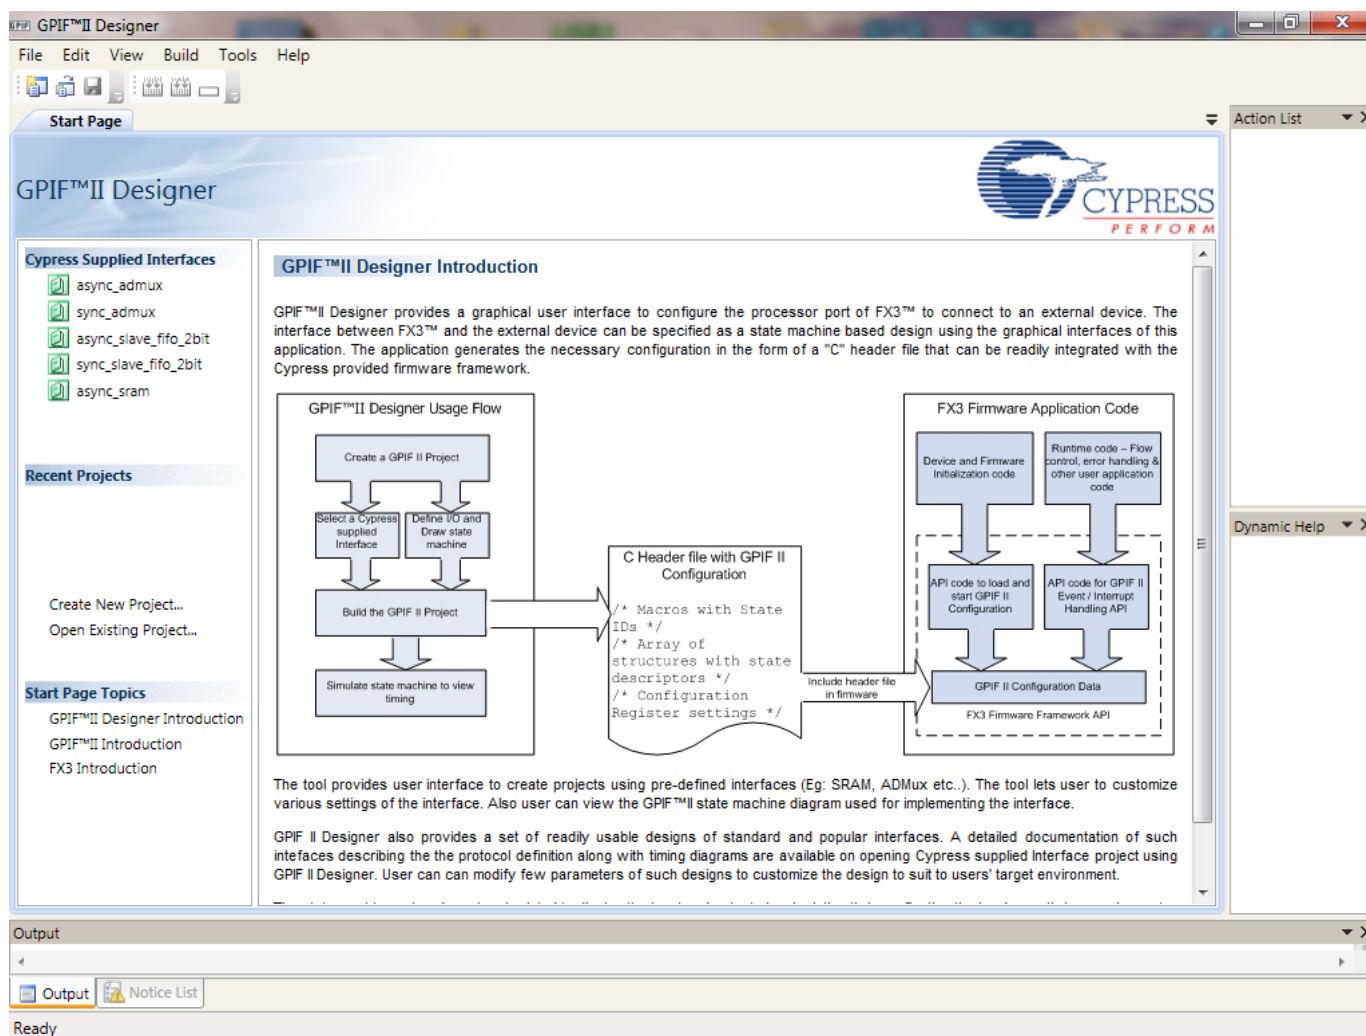 GPIF™II Designer
File Edit View Build Tools Help
Start Page
Action List
GPIF™II Designer
CYPRESS
PERFORM
Cypress Supplied Interfaces
async_admux
sync_admux
async_slave_fifo_2bit
sync_slave_fifo_2bit
async_sram
Recent Projects
Create New Project...
Open Existing Project...
Start Page Topics
GPIF™II Designer Introduction
GPIF™II Introduction
FX3 Introduction
GPIF™II Designer Introduction
GPIF™II Designer provides a graphical user interface to configure the processor port of FX3™ to connect to an external device. The
interface between FX3™ and the external device can be specified as a state machine based design using the graphical interfaces of this
application. The application generates the necessary configuration in the form of a "C" header file that can be readily integrated with the
Cypress provided firmware framework.
GPIF™II Designer Usage Flow
Create a GPIF II Project
Select a Cypress
supplied
Interface
Define I/O and
Draw state
machine
Build the GPIF II Project
Simulate state machine to view
timing
C Header file with GPIF II
Configuration
/* Macros with State
IDs */
/* Array of
structures with state
descriptors */
/* Configuration
Register settings */
Include header file
in firmware
FX3 Firmware Application Code
Device and Firmware
Initialization code
Runtime code – Flow
control, error handling &
other user application
code
API code to load and
start GPIF II
Configuration
API code for GPIF II
Event / Interrupt
Handling API
GPIF II Configuration Data
FX3 Firmware Framework API
The tool provides user interface to create projects using pre-defined interfaces (Eg: SRAM, ADMux etc..). The tool lets user to customize
various settings of the interface. Also user can view the GPIF™II state machine diagram used for implementing the interface.
GPIF II Designer also provides a set of readily usable designs of standard and popular interfaces. A detailed documentation of such
intefaces describing the the protocol definition along with timing diagrams are available on opening Cypress supplied Interface project using
GPIF II Designer. User can can modify few parameters of such designs to customize the design to suit to users' target environment.
Dynamic Help
Output
Output
Notice List
Ready